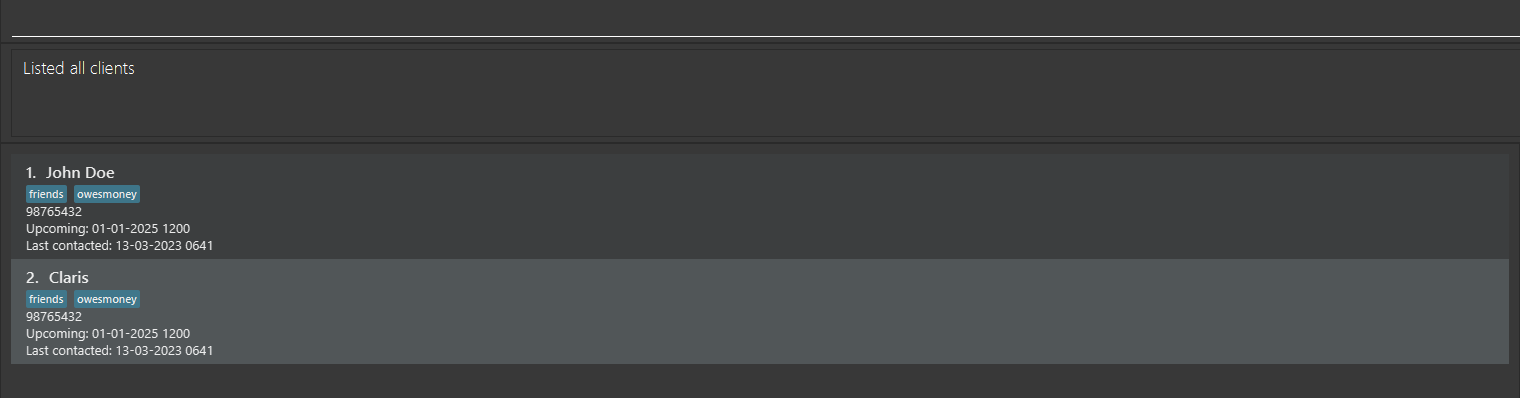 Listed all clients
1. John Doe
friends owesmoney
98765432
Upcoming: 01-01-2025 1200
Last contacted: 13-03-2023 0641
2. Claris
friends owesmoney
98765432
Upcoming: 01-01-2025 1200
Last contacted: 13-03-2023 0641